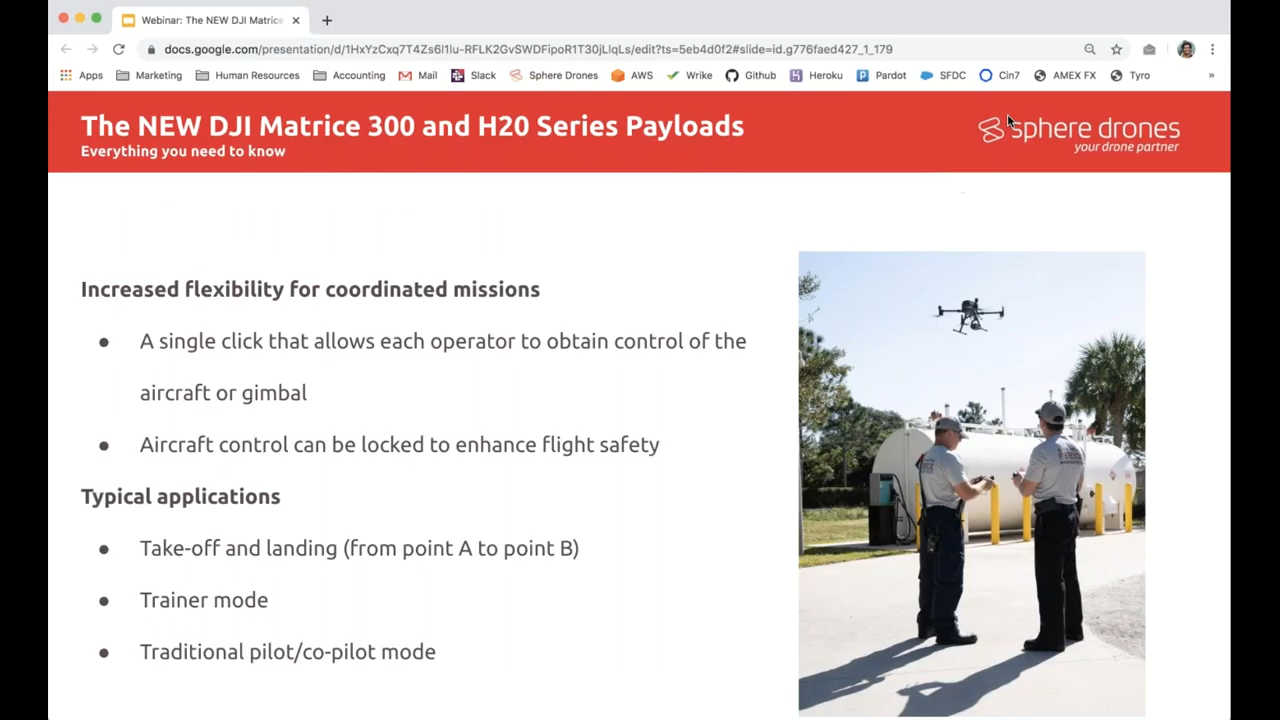 Webinar: The NEW DJI Matrice
docs.google.com/presentation/d/1HxYzCxq7T4Zs6l1lu-RFLK2GvSWDFipoR1T30jLlqLs/edit?ts=5eb4d0f2#slide=id.g776faed427_1_179
Apps Marketing Human Resources Accounting Mail Slack Sphere Drones AWS Wrike Github Heroku Pardot SFDC Cin7 AMEX FX Tyro »
The NEW DJI Matrice 300 and H20 Series Payloads
Everything you need to know
sphere drones
your drone partner
Increased flexibility for coordinated missions
● A single click that allows each operator to obtain control of the
aircraft or gimbal
● Aircraft control can be locked to enhance flight safety
Typical applications
● Take-off and landing (from point A to point B)
● Trainer mode
● Traditional pilot/co-pilot mode